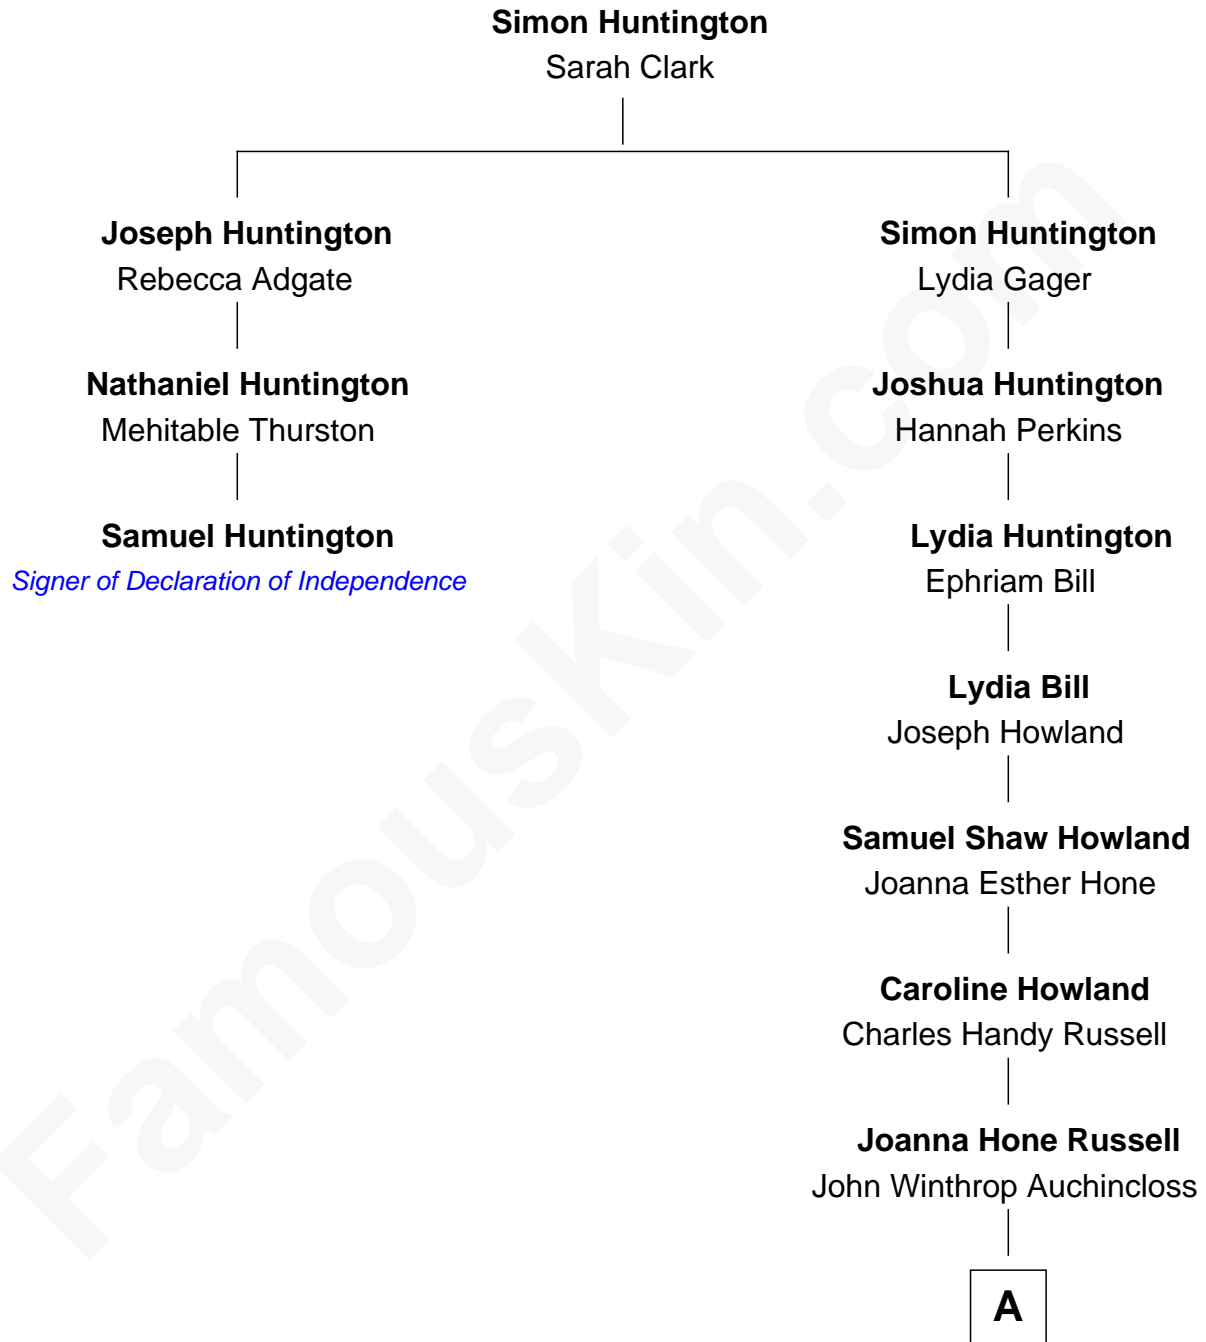 Simon Huntington
Sarah Clark
Joseph Huntington
Rebecca Adgate
Simon Huntington
Lydia Gager
Nathaniel Huntington
Mehitable Thurston
Joshua Huntington
Hannah Perkins
Samuel Huntington
Signer of Declaration of Independence
Lydia Huntington
Ephriam Bill
Lydia Bill
Joseph Howland
Samuel Shaw Howland
Joanna Esther Hone
Caroline Howland
Charles Handy Russell
Joanna Hone Russell
John Winthrop Auchincloss
A
FamousKin.com